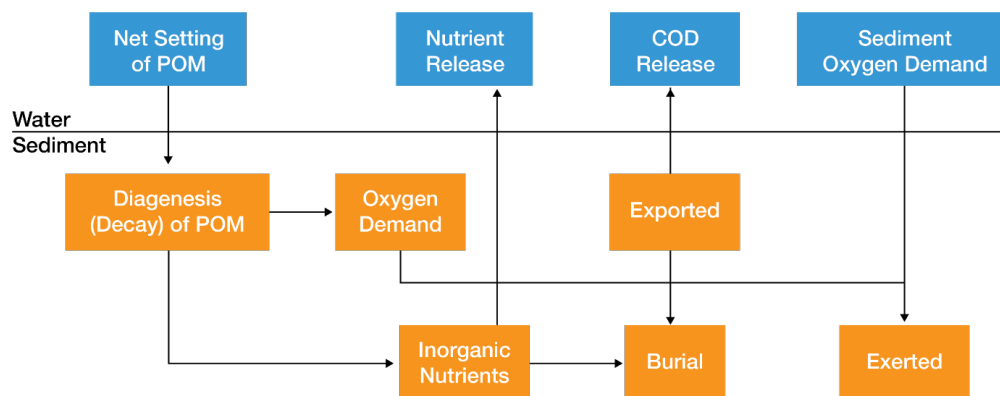 Net Setting
of POM
Nutrient
Release
COD
Release
Sediment
Oxygen Demand
Water
Sediment
Diagenesis
(Decay) of POM
Oxygen
Demand
Exported
Inorganic
Nutrients
Burial
Exerted